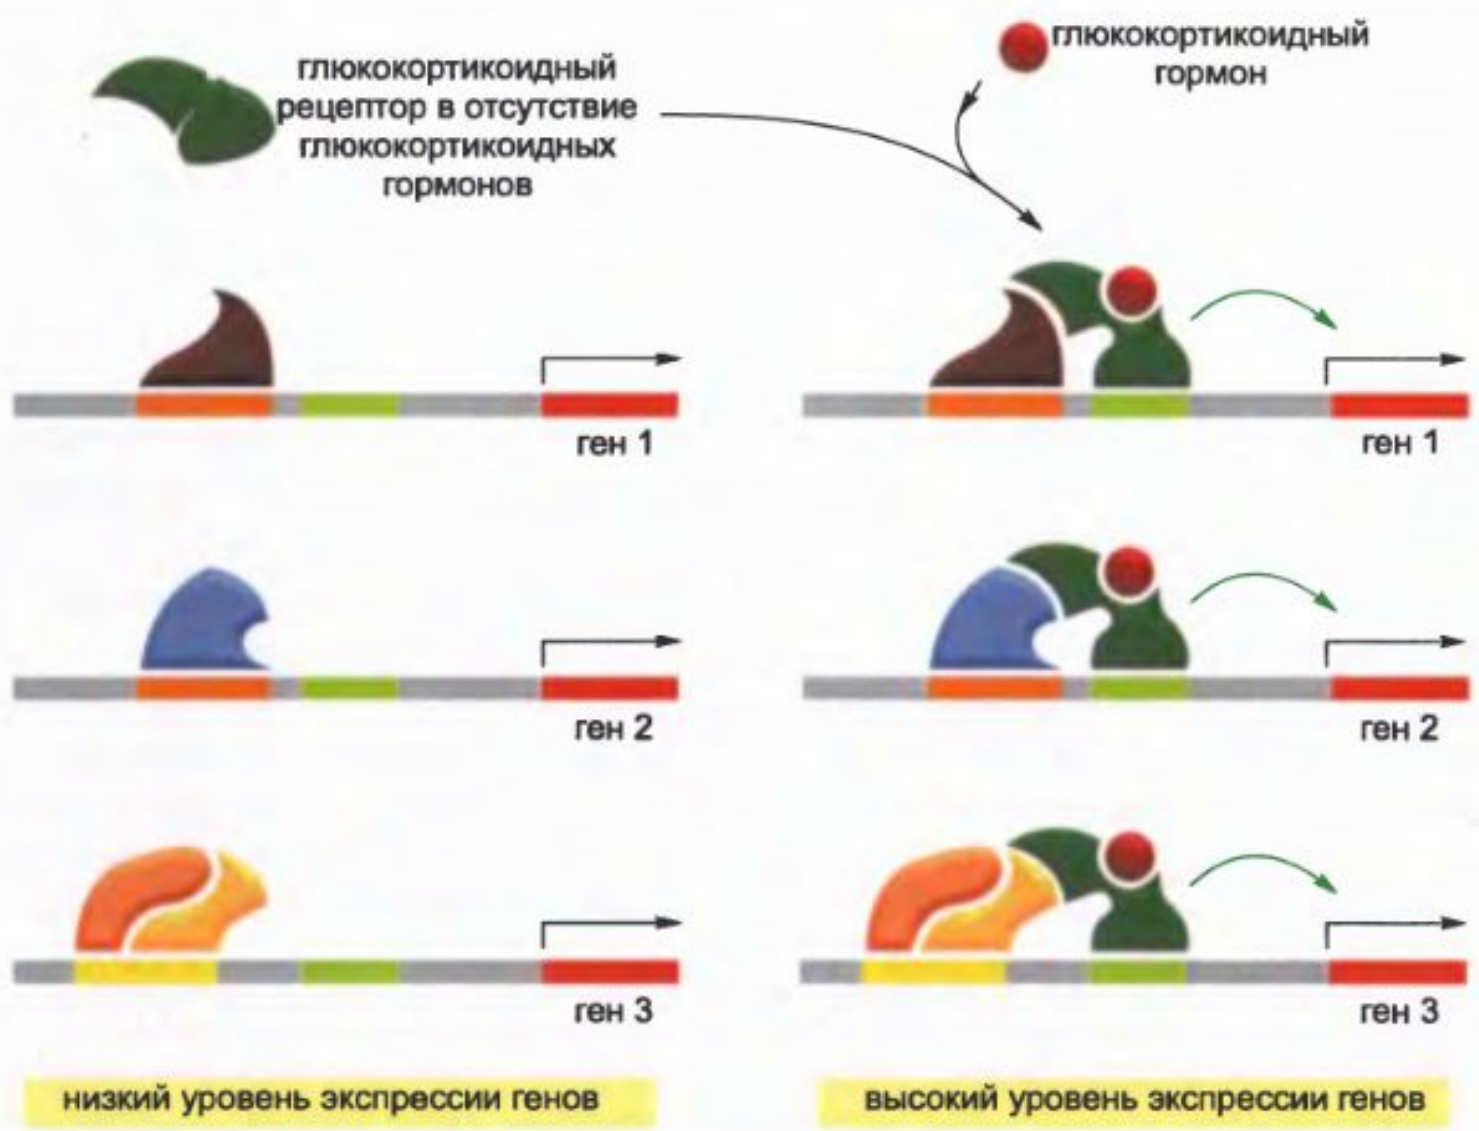 глюкокортикоидный
рецептор в отсутствие
глюкокортикоидных
гормонов
глюкокортикоидный
гормон
ген 1
ген 1
ген 2
ген 2
ген 3
ген 3
низкий уровень экспрессии генов
высокий уровень экспрессии генов